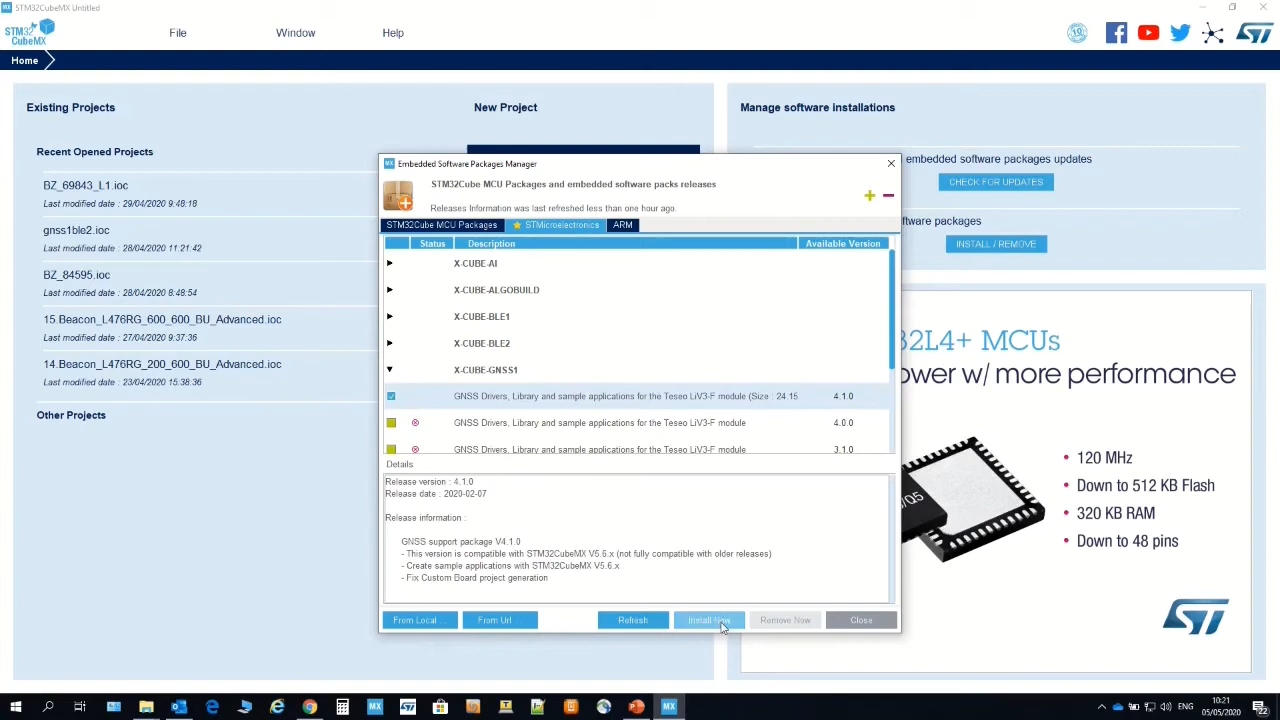 STM32CubeMX Untitled
STM32
CubeMX
File
Window
Help
10
Home
Existing Projects
New Project
Manage software installations
Recent Opened Projects
BZ_69843_L1.ioc
Last modified date : 29/04/2020 9:48:48
gnss1ble2.ioc
Last modified date : 28/04/2020 11:21:42
BZ_84595.ioc
Last modified date : 28/04/2020 8:48:54
15.Beacon_L476RG_600_600_BU_Advanced.ioc
Last modified date : 27/04/2020 9:37:36
14.Beacon_L476RG_200_600_BU_Advanced.ioc
Last modified date : 23/04/2020 15:38:36
Other Projects
MX Embedded Software Packages Manager
STM32Cube MCU Packages and embedded software packs releases
Releases Information was last refreshed less than one hour ago.
STM32Cube MCU Packages STMicroelectronics ARM
Status Description Available Version
X-CUBE-AI
X-CUBE-ALGOBUILD
X-CUBE-BLE1
X-CUBE-BLE2
X-CUBE-GNSS1
GNSS Drivers, Library and sample applications for the Teseo LIV3-F module (Size : 24.15 4.1.0
GNSS Drivers, Library and sample applications for the Teseo LIV3-F module 4.0.0
GNSS Drivers, Library and sample applications for the Teseo LIV3-F module 3.1.0
Details
Release version : 4.1.0
Release date : 2020-02-07
Release information :
GNSS support package V4.1.0
- This version is compatible with STM32CubeMX V5.6.x (not fully compatible with older releases)
- Create sample applications with STM32CubeMX V5.6.x
- Fix Custom Board project generation
From Local ... From Url ... Refresh Install Now Remove Now Close
embedded software packages updates
CHECK FOR UPDATES
ftware packages
INSTALL / REMOVE
32L4+ MCUs
ower w/ more performance
/Q5
• 120 MHz
• Down to 512 KB Flash
• 320 KB RAM
• Down to 48 pins
ST
10:21
05/05/2020
22